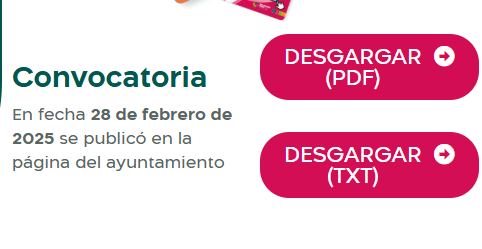 Convocatoria
En fecha 28 de febrero de
2025 se publicó en la
página del ayuntamiento
DESGARGAR
(PDF)
DESGARGAR
(TXT)